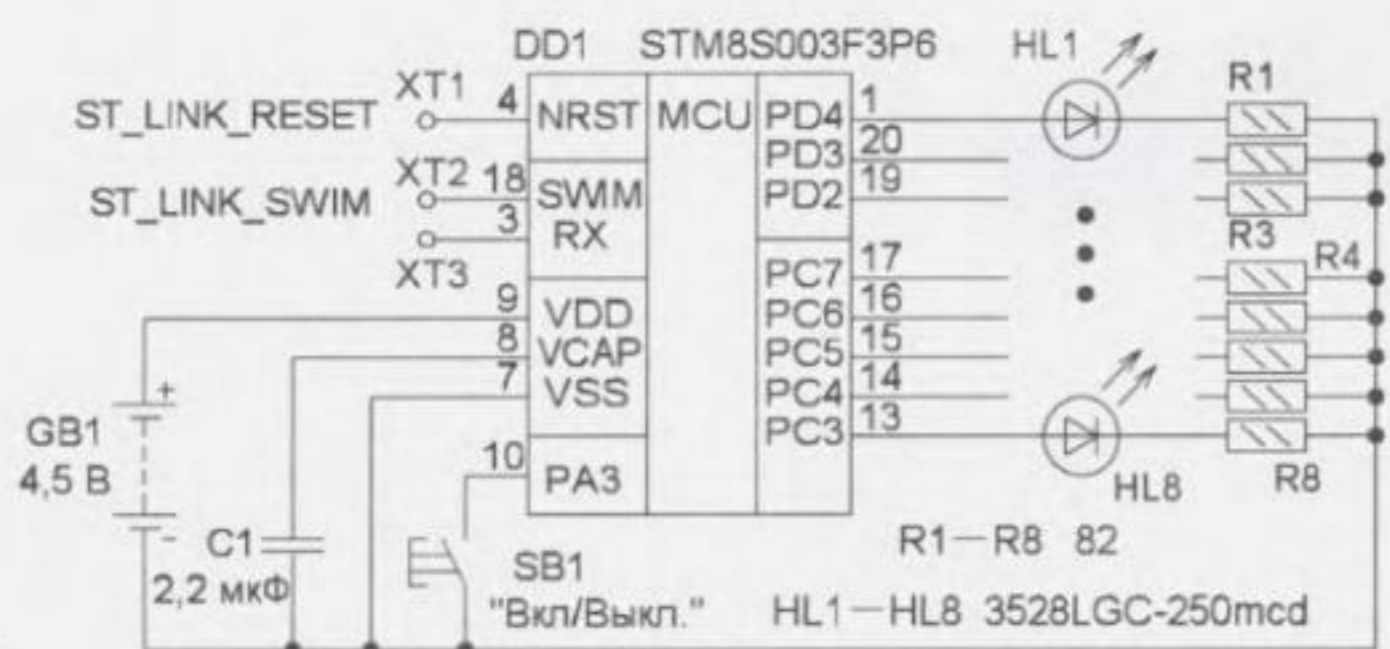 DD1 STM8S003F3P6 HL1
R1
XT1 4 NRST MCU PD4 1
ST_LINK_RESET
PD3 20
XT2 18 SWIM PD2 19
ST_LINK_SWIM
3 RX
R3
XT3 PC7 17 R4
9 VDD PC6 16
8 VCAP PC5 15
7 VSS PC4 14
+
GB1 PC3 13
4,5 В
10 PA3 HL8 R8
-
C1 R1—R8 82
2,2 мкФ SB1
"Вкл/Выкл." HL1—HL8 3528LGC-250mcd